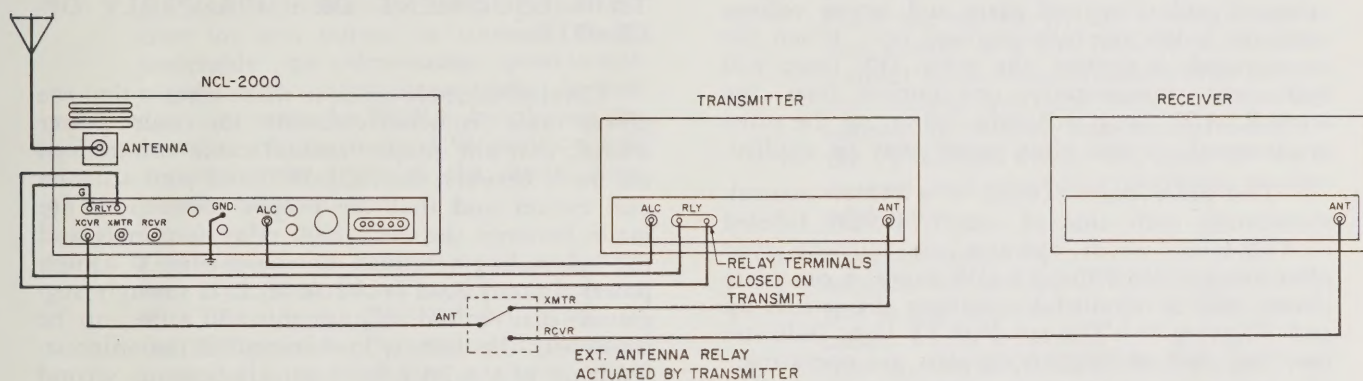 NCL-2000
TRANSMITTER
RECEIVER
ANTENNA
G
RLY
GND.
ALC
XCVR XMTR RCVR
ALC RLY ANT
ANT
RELAY TERMINALS
CLOSED ON
TRANSMIT
XMTR
ANT
RCVR
EXT. ANTENNA RELAY
ACTUATED BY TRANSMITTER